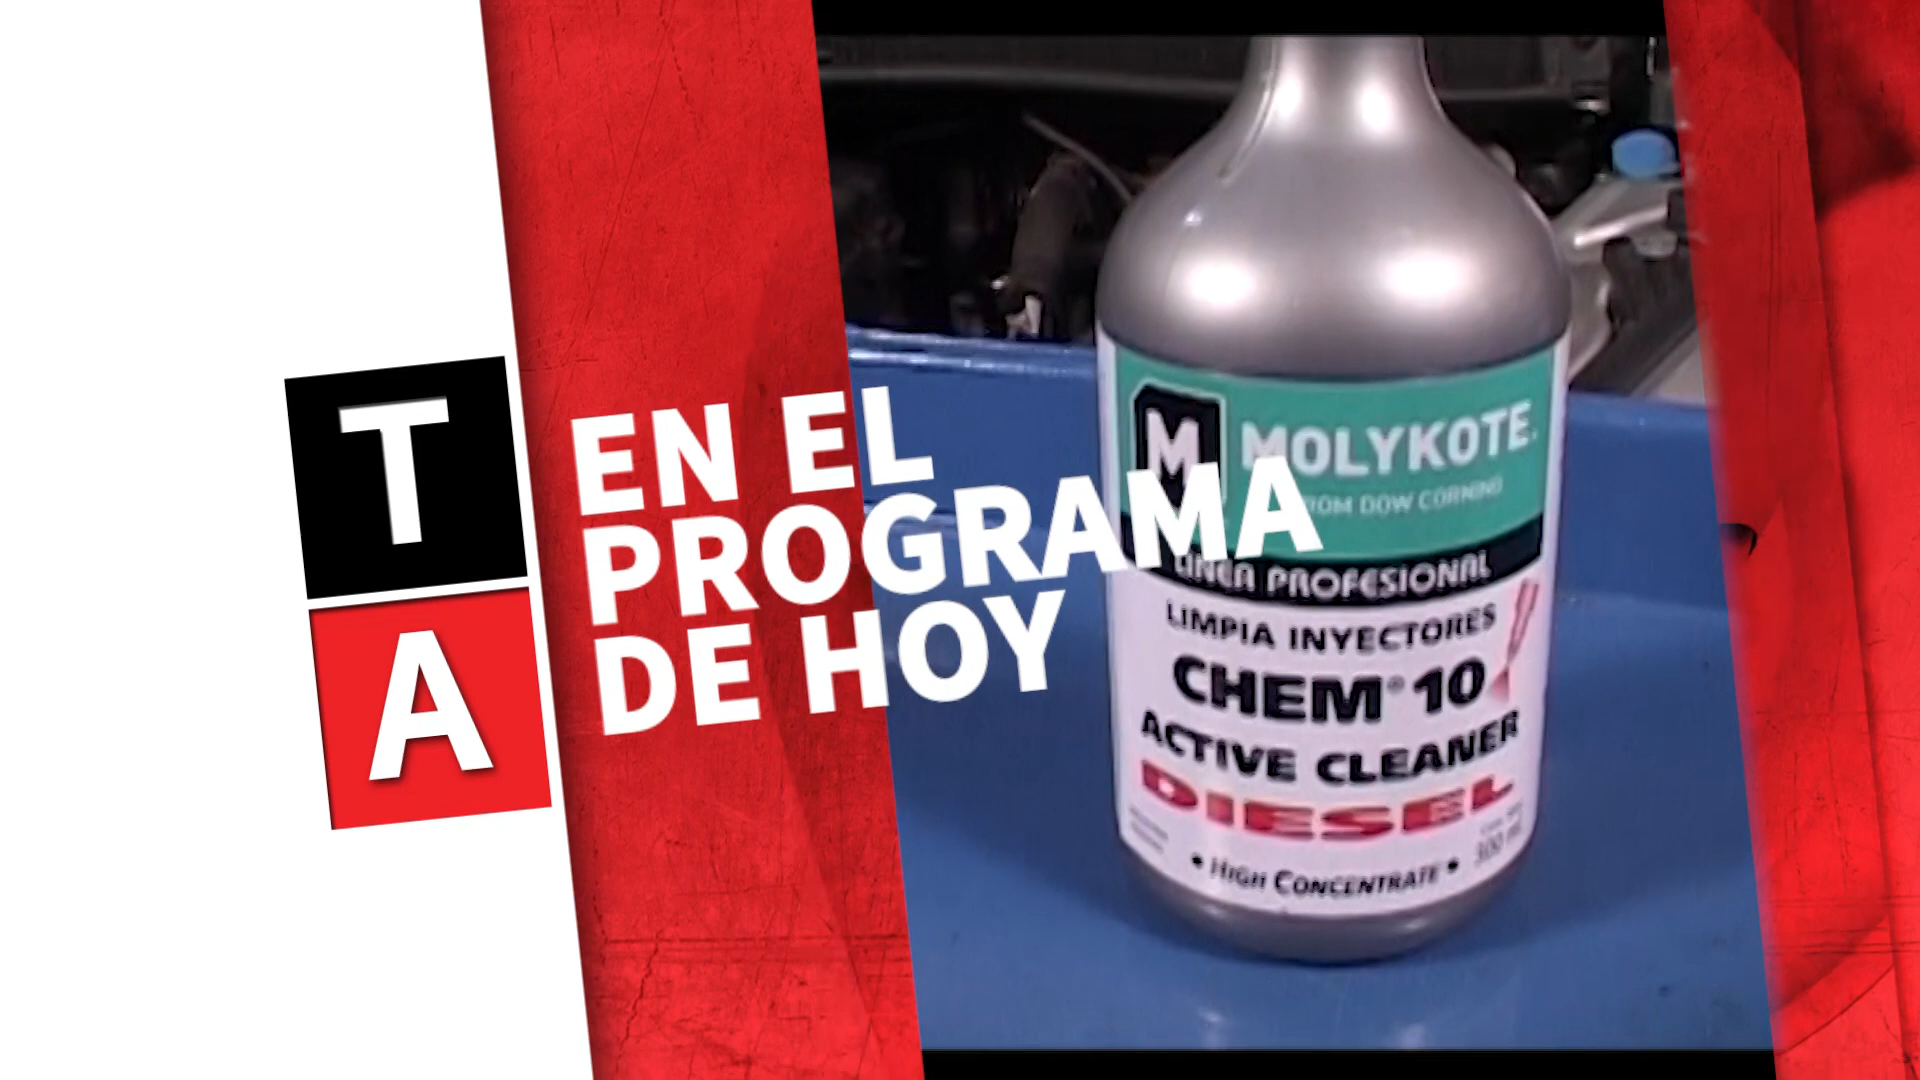 T
A
EN EL
PROGRAMA
DE HOY
M MOLYKOTE
DOW CORNING
LINEA PROFESIONAL
LIMPIA INYECTORES
CHEM® 10
ACTIVE CLEANER
DIESEL
• HIGH CONCENTRATE •